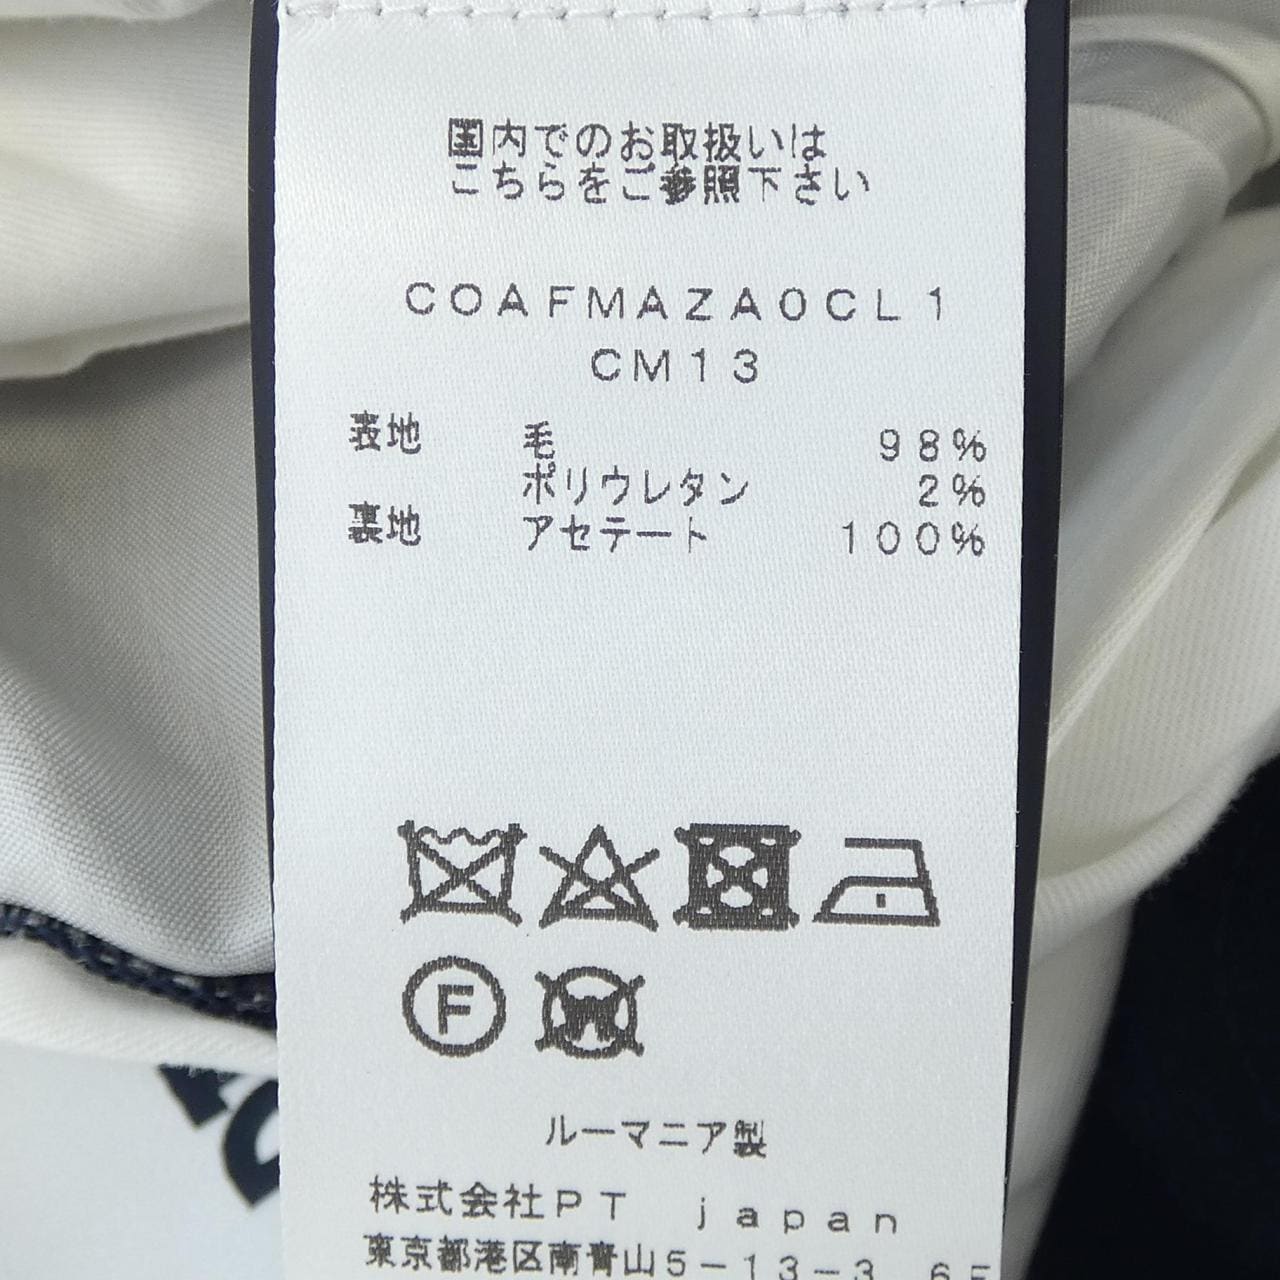 国内でのお取扱いは
こちらをご参照下さい
COAFMAZA0CL1
CM13
表地 毛 98%
ポリウレタン 2%
裏地 アセテート 100%
F
W
ルーマニア製
株式会社PT japan
東京都港区南青山5-13-3